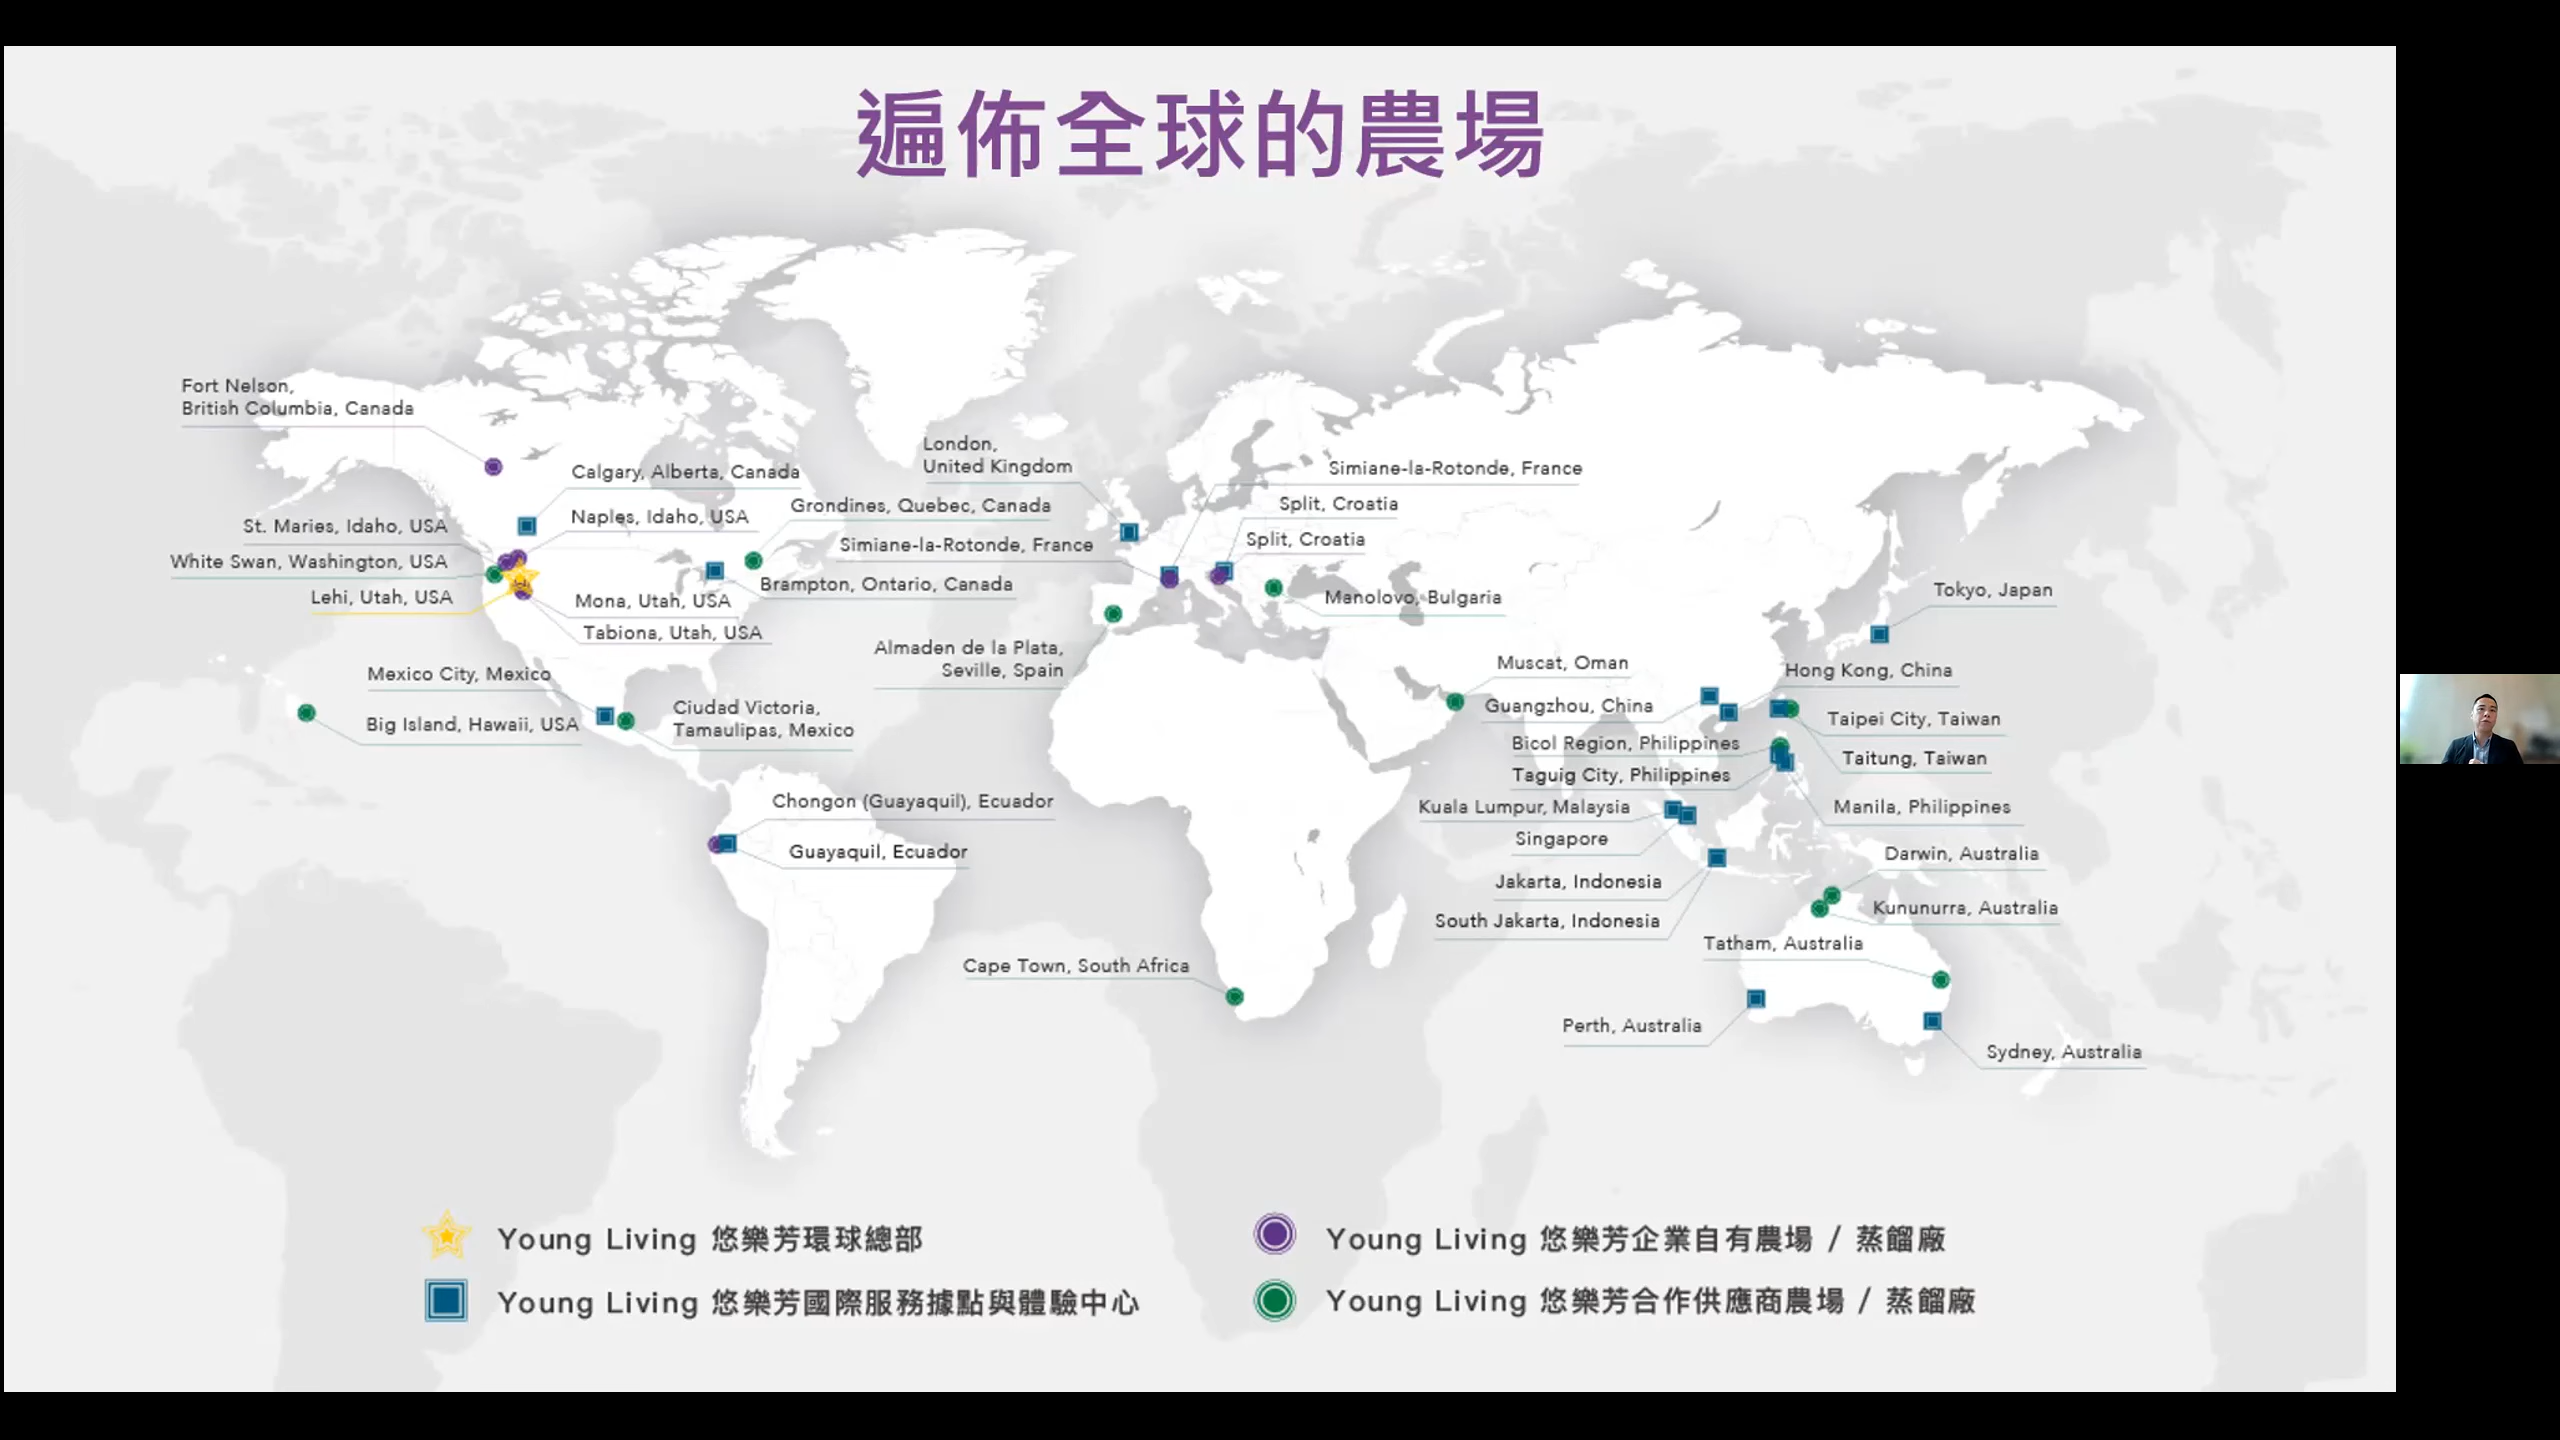 遍佈全球的農場
Fort Nelson,
British Columbia, Canada
Calgary, Alberta, Canada
St. Maries, Idaho, USA
Naples, Idaho, USA
Grondines, Quebec, Canada
White Swan, Washington, USA
Lehi, Utah, USA
Brampton, Ontario, Canada
Mona, Utah, USA
Tabiona, Utah, USA
Mexico City, Mexico
Big Island, Hawaii, USA
Ciudad Victoria,
Tamaulipas, Mexico
Chongon (Guayaquil), Ecuador
Guayaquil, Ecuador
London,
United Kingdom
Simiane-la-Rotonde, France
Split, Croatia
Split, Croatia
Simiane-la-Rotonde, France
Manolovo, Bulgaria
Almaden de la Plata,
Seville, Spain
Cape Town, South Africa
Tokyo, Japan
Muscat, Oman
Hong Kong, China
Guangzhou, China
Taipei City, Taiwan
Bicol Region, Philippines
Taitung, Taiwan
Taguig City, Philippines
Kuala Lumpur, Malaysia
Manila, Philippines
Singapore
Darwin, Australia
Jakarta, Indonesia
Kununurra, Australia
South Jakarta, Indonesia
Tatham, Australia
Perth, Australia
Sydney, Australia
Young Living 悠樂芳環球總部
Young Living 悠樂芳企業自有農場 / 蒸餾廠
Young Living 悠樂芳國際服務據點與體驗中心
Young Living 悠樂芳合作供應商農場 / 蒸餾廠